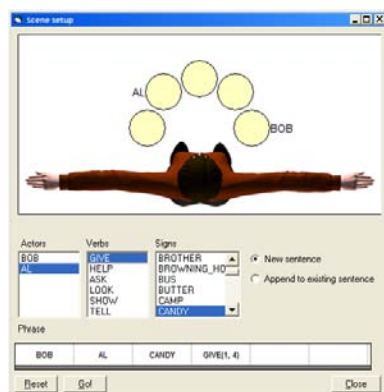 Scene setup
AL
BOB
Actors
BOB
AL
Verbs
GIVE
HELP
ASK
LOOK
SHOW
TELL
Signs
BROTHER
BROWNING_HO
BUS
BUTTER
CAMP
CANDY
New sentence
Append to existing sentence
Phrase
BOB AL CANDY GIVE(1, 4)
Reset Go! Close